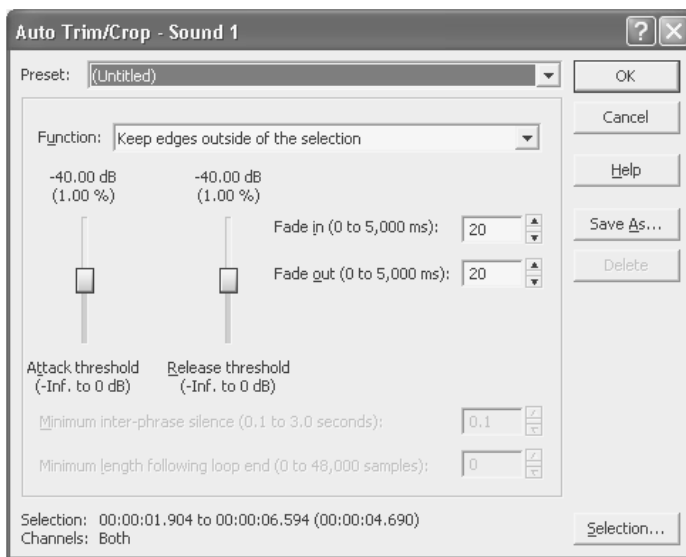 Auto Trim/Crop - Sound 1
Preset: (Untitled)
OK
Cancel
Help
Save As...
Delete
Function: Keep edges outside of the selection
-40.00 dB -40.00 dB
(1.00 %) (1.00 %)
Fade in (0 to 5,000 ms): 20
Fade out (0 to 5,000 ms): 20
Attack threshold Release threshold
(-Inf. to 0 dB) (-Inf. to 0 dB)
Minimum inter-phrase silence (0.1 to 3.0 seconds): 0.1
Minimum length following loop end (0 to 48,000 samples): 0
Selection: 00:00:01.904 to 00:00:06.594 (00:00:04.690)
Channels: Both
Selection...